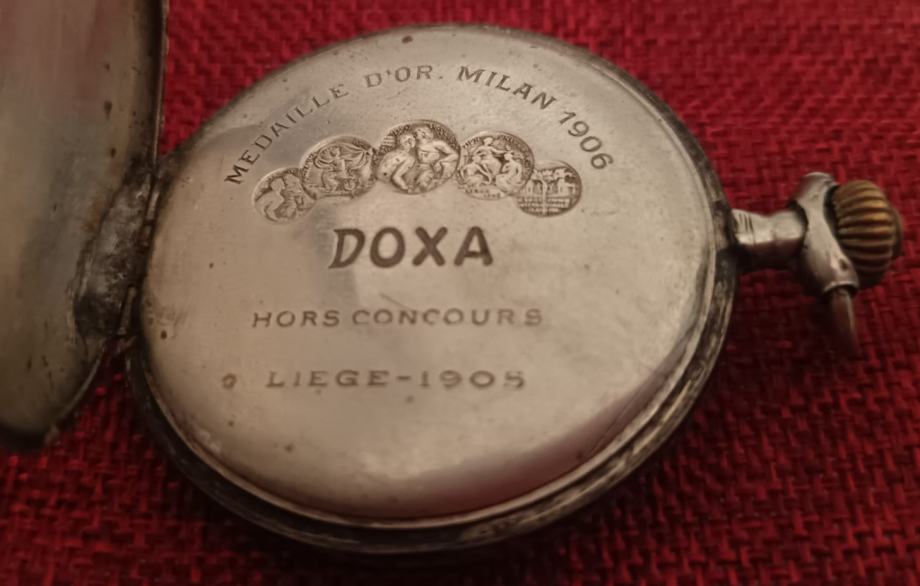 MEDAILLE D'OR. MILAN 1906
DOXA
HORS CONCOURS
LIEGE-1905